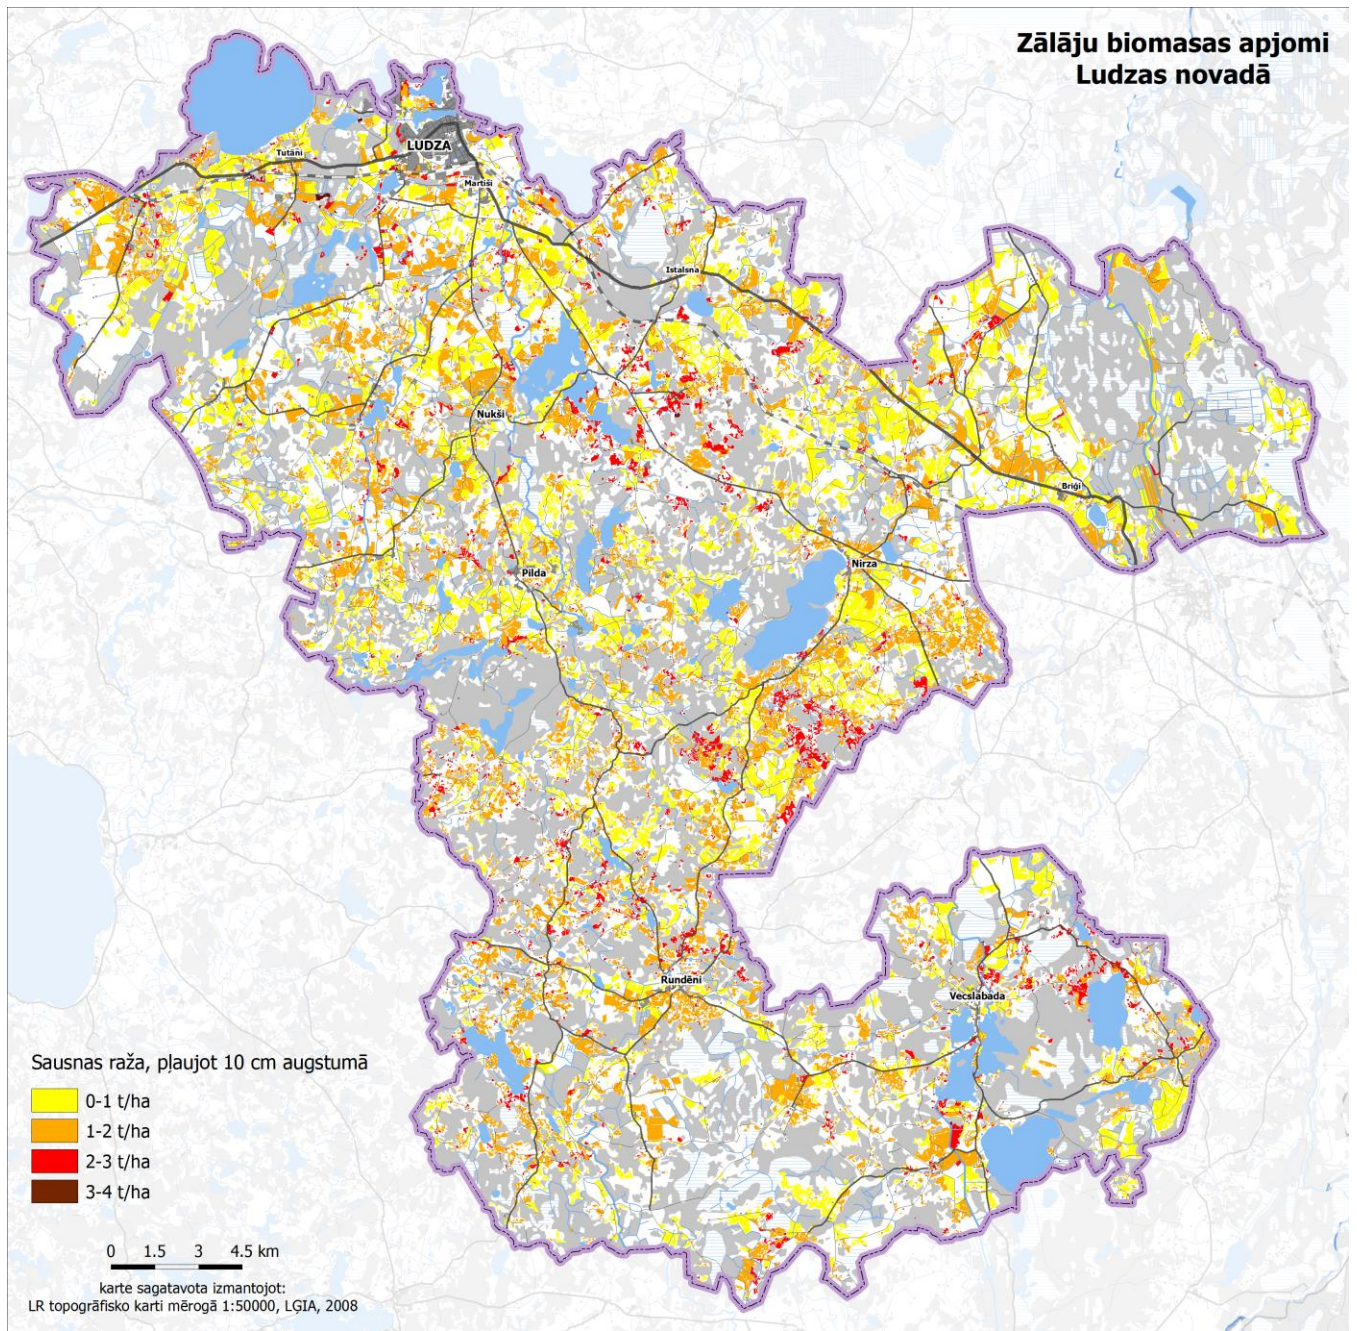 Zālāju biomasas apjomi
Ludzas novadā
LUDZA
Tutāni
Martiši
Istalsna
Nukši
Briģi
Pilda
Nirza
Rundēni
Vecslabada
Sausnas raža, pļaujot 10 cm augstumā
0-1 t/ha
1-2 t/ha
2-3 t/ha
3-4 t/ha
0 1.5 3 4.5 km
karte sagatavota izmantojot:
LR topogrāfisko karti mērogā 1:50000, LĢIA, 2008